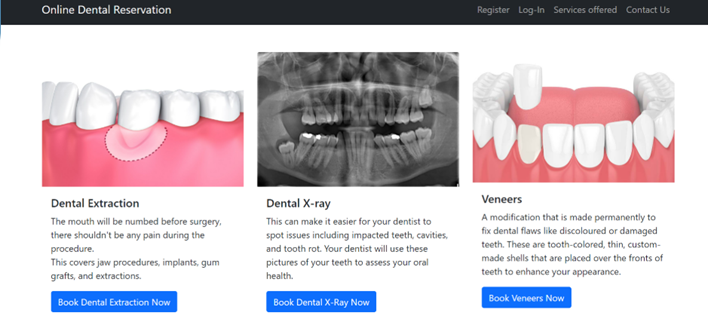 Online Dental Reservation
Register Log-In Services offered Contact Us
Dental Extraction
The mouth will be numbed before surgery,
there shouldn't be any pain during the
procedure.
This covers jaw procedures, implants, gum
grafts, and extractions.
Book Dental Extraction Now
Dental X-ray
This can make it easier for your dentist to
spot issues including impacted teeth, cavities,
and tooth rot. Your dentist will use these
pictures of your teeth to assess your oral
health.
Book Dental X-Ray Now
Veneers
A modification that is made permanently to
fix dental flaws like discoloured or damaged
teeth. These are tooth-colored, thin, custom-
made shells that are placed over the fronts of
teeth to enhance your appearance.
Book Veneers Now